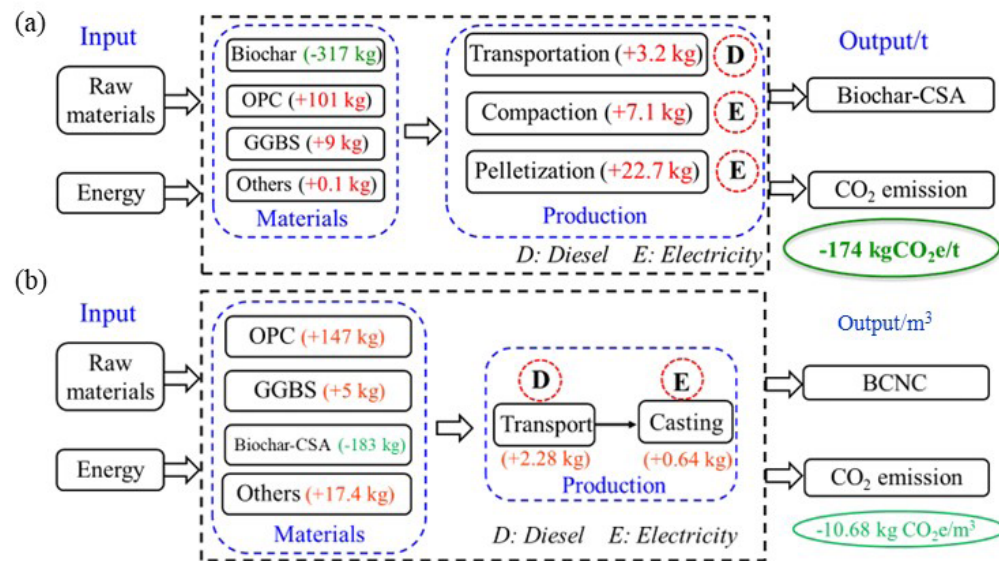 (a)
Input
Raw
materials
Energy
Biochar (-317 kg)
OPC (+101 kg)
GGBS (+9 kg)
Others (+0.1 kg)
Materials
Transportation (+3.2 kg)
D
Compaction (+7.1 kg)
E
Pelletization (+22.7 kg)
E
Production
D: Diesel E: Electricity
Output/t
Biochar-CSA
CO₂ emission
-174 kgCO₂e/t
(b)
Input
Raw
materials
Energy
OPC (+147 kg)
GGBS (+5 kg)
Biochar-CSA (-183 kg)
Others (+17.4 kg)
Materials
D
E
Transport
Casting
(+2.28 kg)
(+0.64 kg)
Production
D: Diesel E: Electricity
Output/m³
BCNC
CO₂ emission
-10.68 kg CO₂e/m³